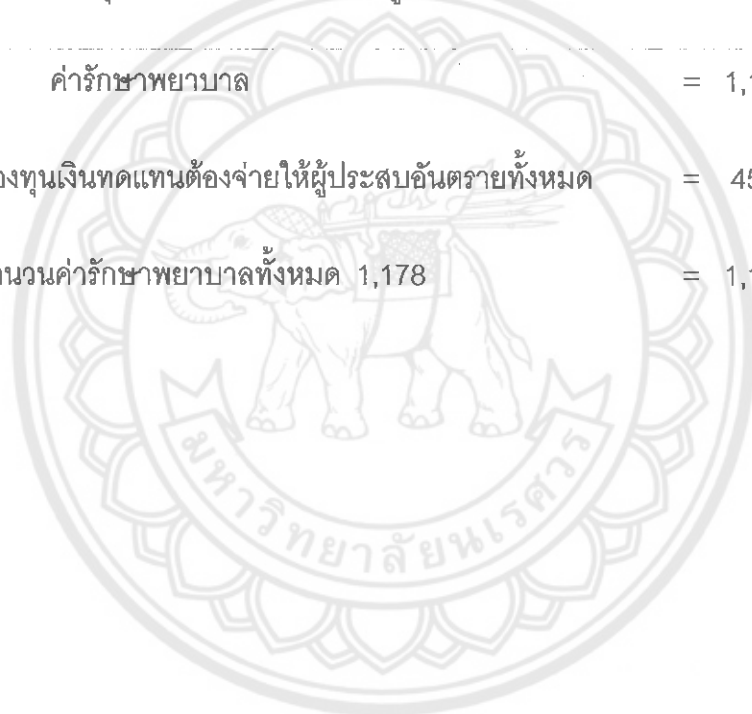 ค่ารักษาพยาบาล = 1,1
องทุนเงินทดแทนต้องจ่ายให้ผู้ประสบอันตรายทั้งหมด = 45
านวนค่ารักษาพยาบาลทั้งหมด 1,178 = 1,1
มหาวิทยาลัยนเรศวร